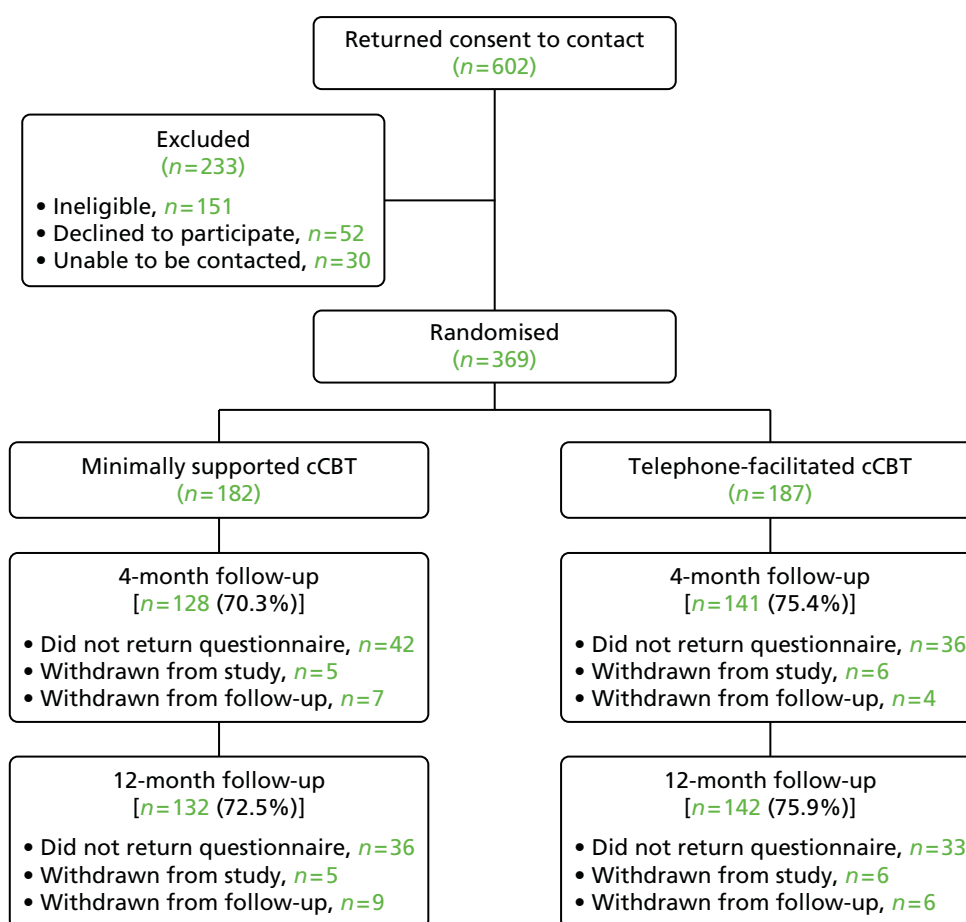 Returned consent to contact
(n=602)
Excluded
(n=233)
• Ineligible, n=151
• Declined to participate, n=52
• Unable to be contacted, n=30
Randomised
(n=369)
Minimally supported cCBT
(n=182)
Telephone-facilitated cCBT
(n=187)
4-month follow-up
[n=128 (70.3%)]
• Did not return questionnaire, n=42
• Withdrawn from study, n=5
• Withdrawn from follow-up, n=7
4-month follow-up
[n=141 (75.4%)]
• Did not return questionnaire, n=36
• Withdrawn from study, n=6
• Withdrawn from follow-up, n=4
12-month follow-up
[n=132 (72.5%)]
• Did not return questionnaire, n=36
• Withdrawn from study, n=5
• Withdrawn from follow-up, n=9
12-month follow-up
[n=142 (75.9%)]
• Did not return questionnaire, n=33
• Withdrawn from study, n=6
• Withdrawn from follow-up, n=6